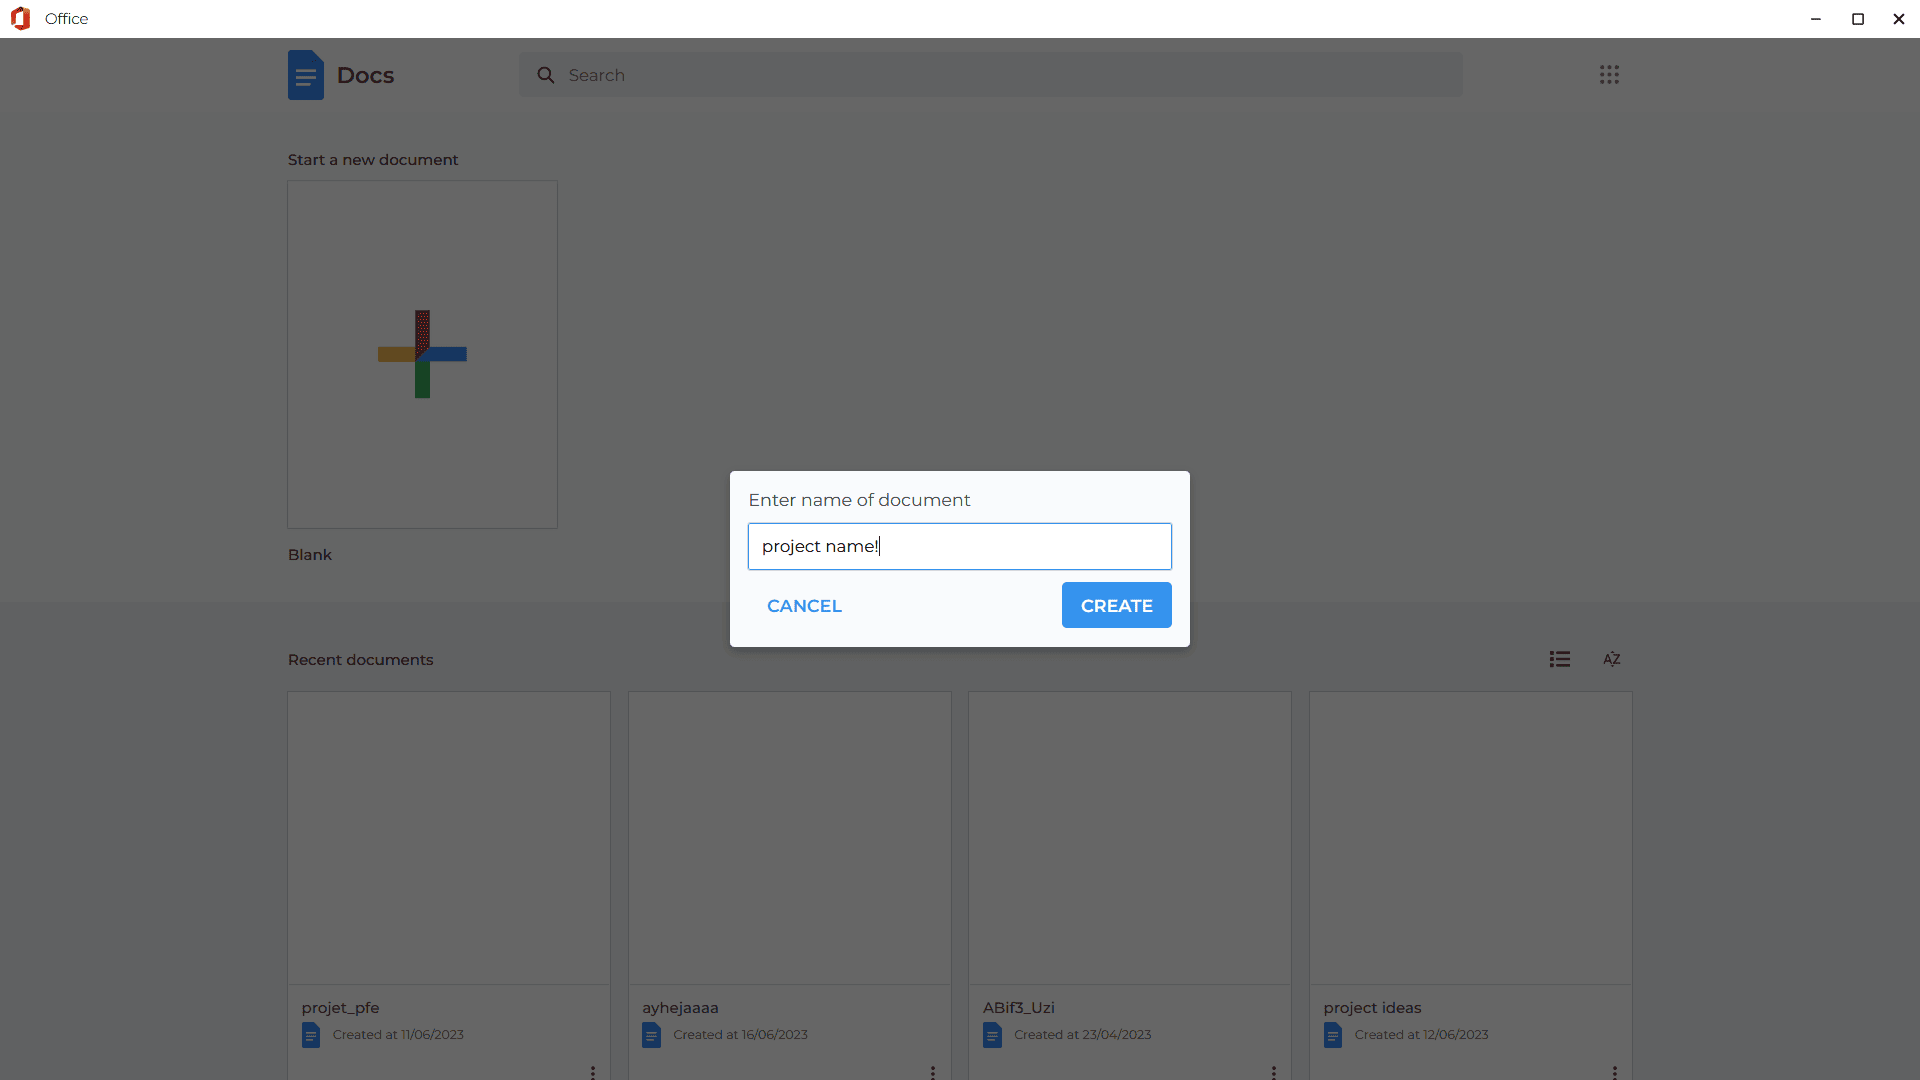 Office
Docs
Search
Start a new document
Blank
Enter name of document
project name!
CANCEL
CREATE
Recent documents
AZ
projet_pfe
Created at 11/06/2023
ayhejaaaa
Created at 16/06/2023
ABif3_Uzi
Created at 23/04/2023
project ideas
Created at 12/06/2023